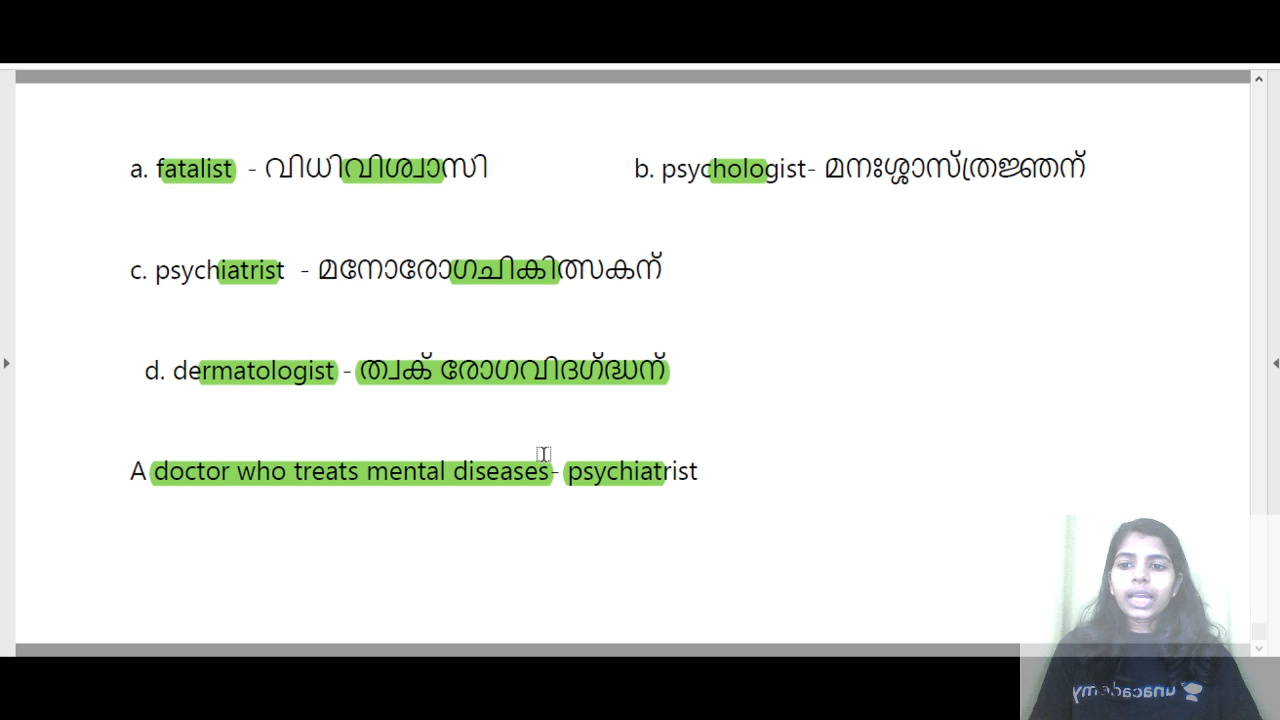 a. fatalist - വിധിവിശ്വാസി b. psychologist- മനഃശ്ശാസ്ത്രജ്ഞന്
c. psychiatrist - മനോരോഗചികിത്സകന്
d. dermatologist - ത്വക് രോഗവിദഗ്ദ്ധന്
A doctor who treats mental diseases- psychiatrist
unacademy